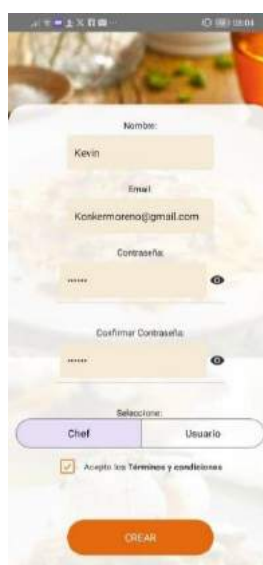 Nombre:
Kevin
Email
Konkermoreno@gmail.com
Contraseña:
......
Confirmar Contraseña:
......
Seleccione:
Chef Usuario
Acepto los Términos y condiciones
CREAR